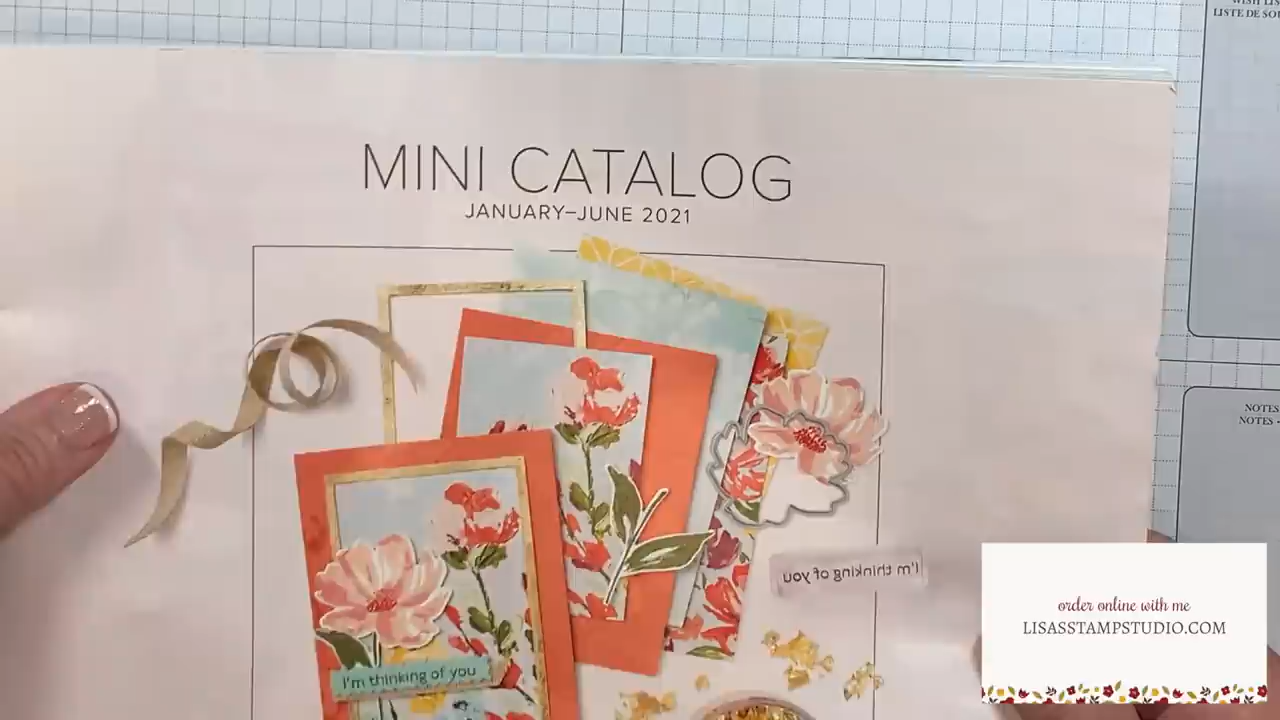 LISTE DE SO
MINI CATALOG
JANUARY–JUNE 2021
I'm thinking of you
I'm thinking of you
NOTES
NOTES •
order online with me
LISASSTAMPSTUDIO.COM